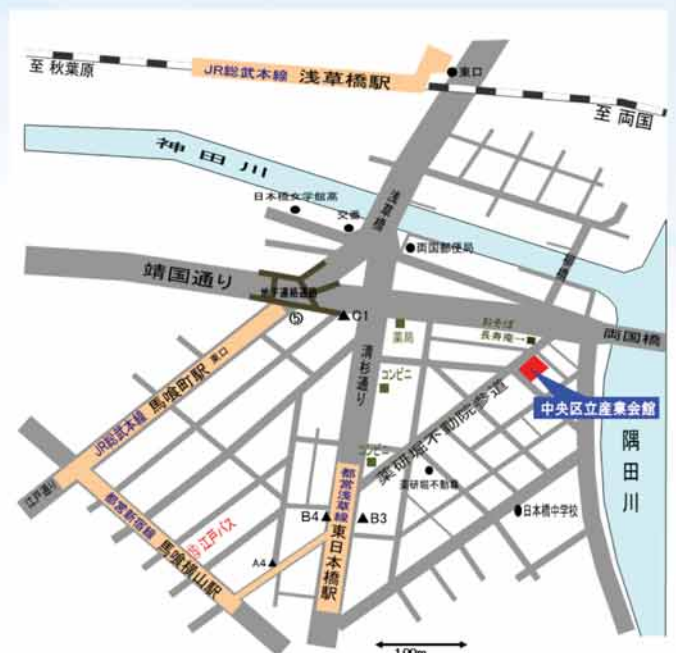 至 秋葉原
JR総武本線 浅草橋駅
東口
至 両国
神田川
日本橋女学館高
交番
浅草橋
両国郵便局
柳橋
靖国通り
地下連絡通路
⑤
C1
薬局
お そば
長寿庵→
両国橋
清杉通り
コンビニ
JR総武本線 馬喰町駅 東口
中央区立産業会館
薬研堀不動院参道
コンビニ
薬研堀不動尊
隅田川
江戸通り
都営新宿線 馬喰横山駅
江戸バス
都営浅草線 東日本橋駅
B4
B3
日本橋中学校
A4
100m